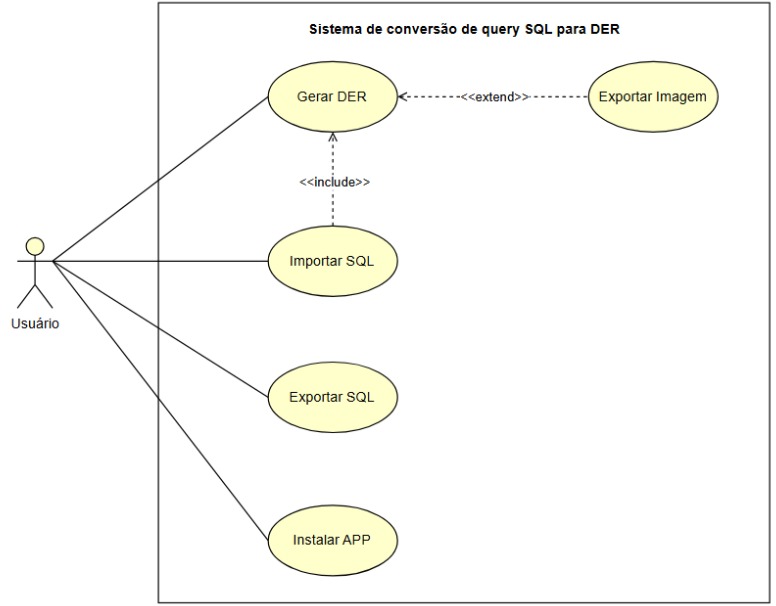 Sistema de conversão de query SQL para DER
Gerar DER
<<extend>>
Exportar Imagem
<<include>>
Importar SQL
Usuário
Exportar SQL
Instalar APP